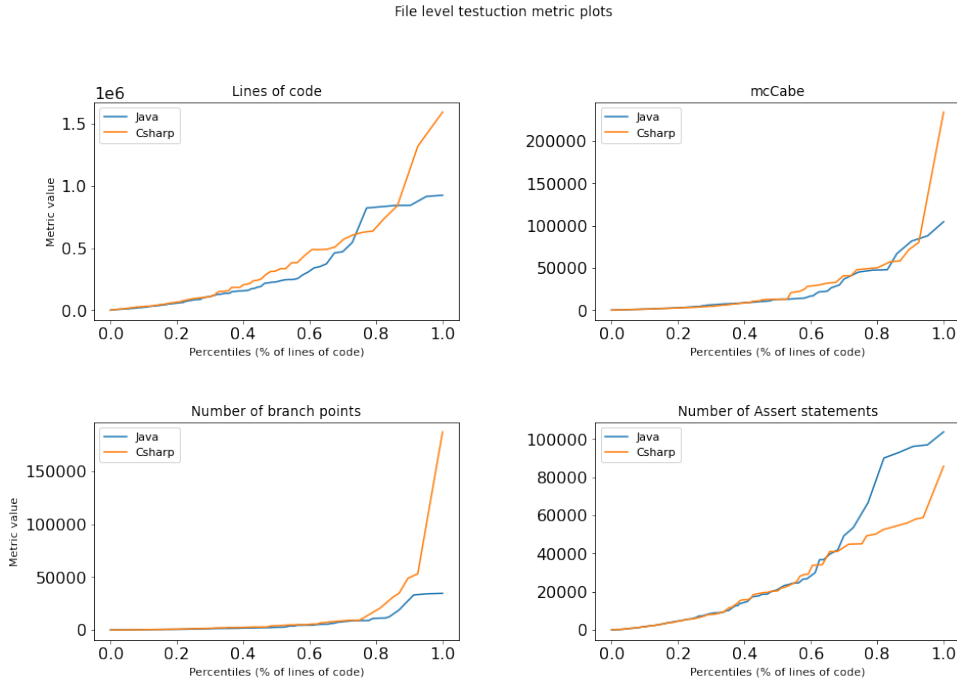 File level testuction metric plots
Lines of code
1e6
Java
Csharp
1.5
1.0
0.5
0.0
Metric value
0.0 0.2 0.4 0.6 0.8 1.0
Percentiles (% of lines of code)
mcCabe
Java
Csharp
200000
150000
100000
50000
0
0.0 0.2 0.4 0.6 0.8 1.0
Percentiles (% of lines of code)
Number of branch points
Java
Csharp
150000
100000
50000
0
Metric value
0.0 0.2 0.4 0.6 0.8 1.0
Percentiles (% of lines of code)
Number of Assert statements
Java
Csharp
100000
80000
60000
40000
20000
0
0.0 0.2 0.4 0.6 0.8 1.0
Percentiles (% of lines of code)